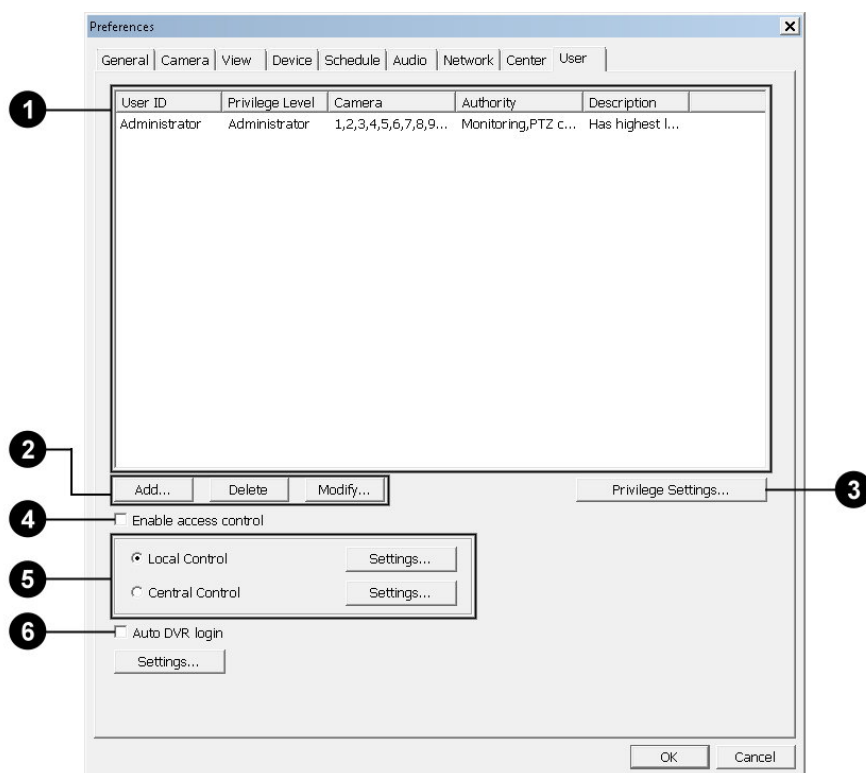 Preferences
General Camera View Device Schedule Audio Network Center User
1
User ID Privilege Level Camera Authority Description
Administrator Administrator 1,2,3,4,5,6,7,8,9... Monitoring,PTZ c... Has highest l...
2
Add... Delete Modify... Privilege Settings...
3
4
Enable access control
5
Local Control Settings...
Central Control Settings...
6
Auto DVR login
Settings...
OK Cancel